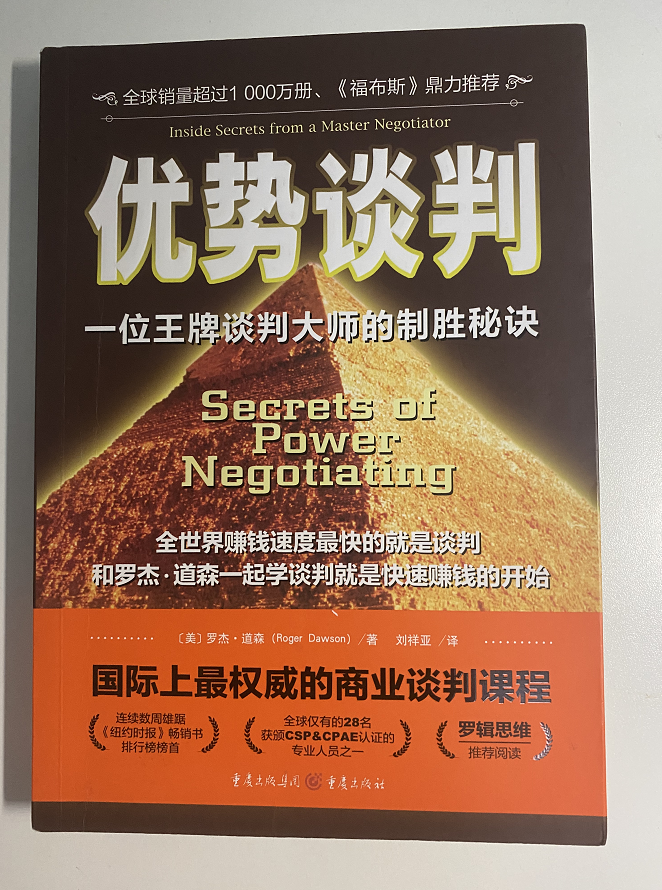 全球销量超过1 000万册、《福布斯》鼎力推荐
Inside Secrets from a Master Negotiator
优势谈判
一位王牌谈判大师的制胜秘诀
Secrets of
Power
Negotiating
全世界赚钱速度最快的就是谈判
和罗杰·道森一起学谈判就是快速赚钱的开始
〔美〕罗杰·道森（Roger Dawson）/著 刘祥亚/译
国际上最权威的商业谈判课程
连续数周雄踞
《纽约时报》畅销书
排行榜榜首
全球仅有的28名
获颁CSP&CPAE认证的
专业人员之一
罗辑思维
推荐阅读
重庆出版集团 重庆出版社